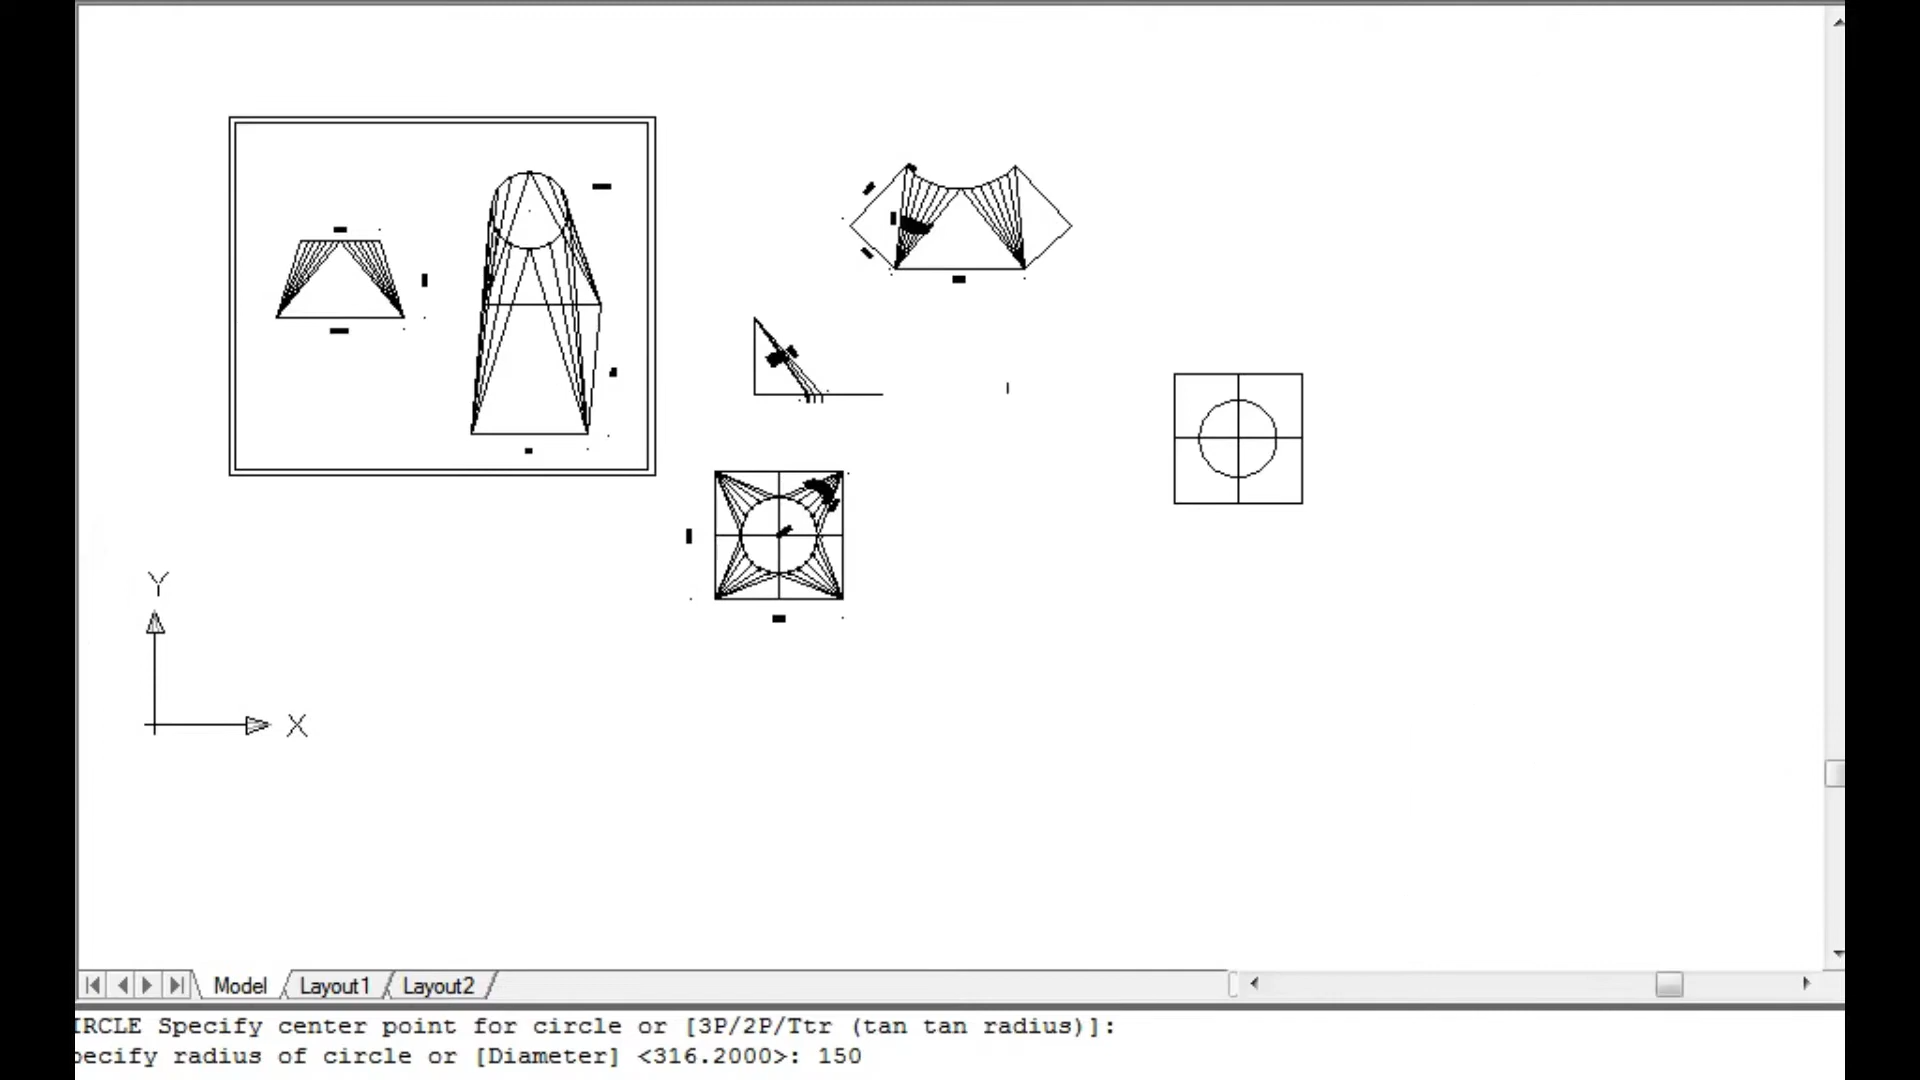 Y
X
Model Layout1 Layout2
IRCLE Specify center point for circle or [3P/2P/Ttr (tan tan radius)]:
pecify radius of circle or [Diameter] <316.2000>: 150